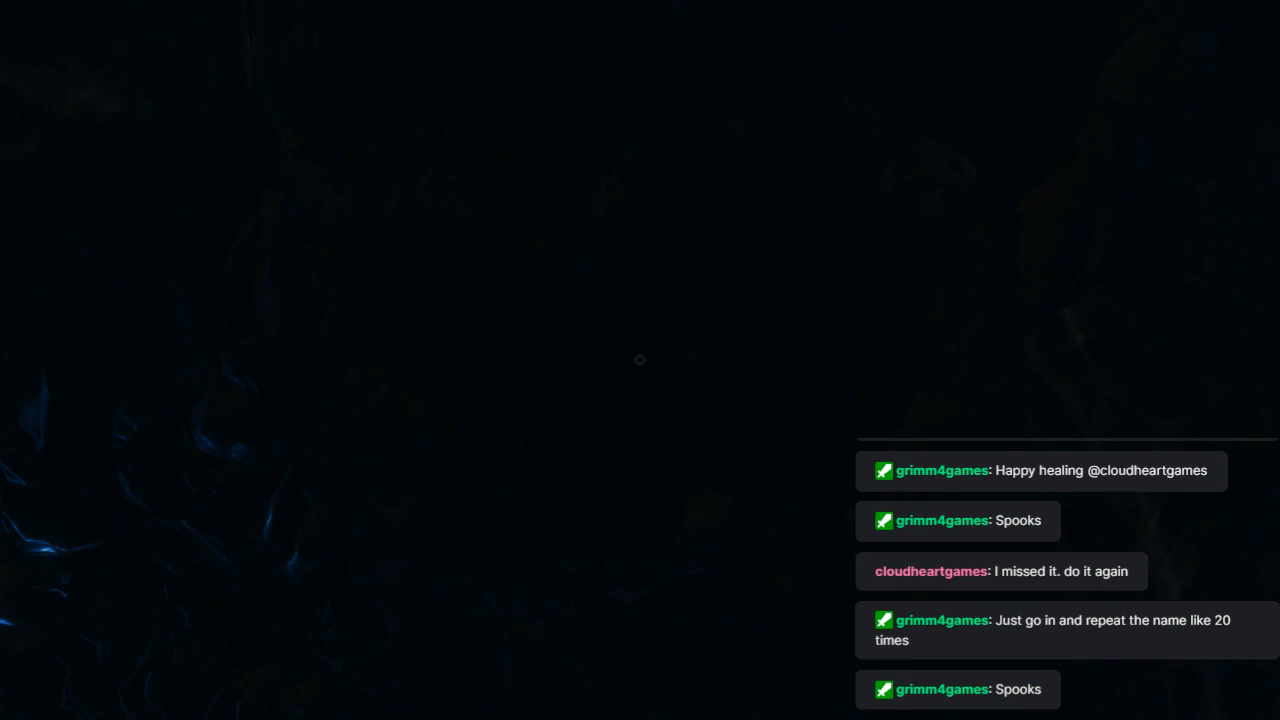 grimm4games: Happy healing @cloudheartgames
grimm4games: Spooks
cloudheartgames: I missed it. do it again
grimm4games: Just go in and repeat the name like 20
times
grimm4games: Spooks